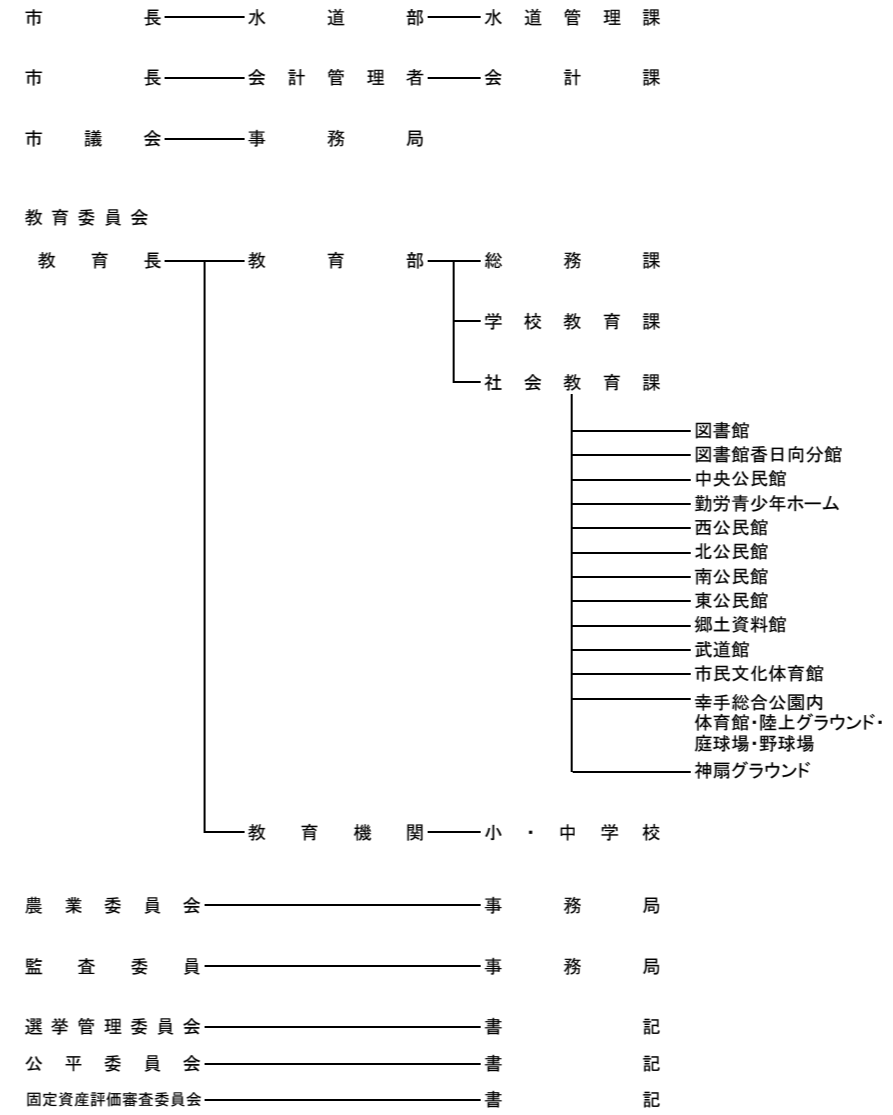 市長 水道部 水道管理課
市長 会計管理者 会計課
市議会 事務局
教育委員会
教育長 教育部 総務課
学校教育課
社会教育課
図書館
図書館香日向分館
中央公民館
勤労青少年ホーム
西公民館
北公民館
南公民館
東公民館
郷土資料館
武道館
市民文化体育館
幸手総合公園内
体育館・陸上グラウンド・
庭球場・野球場
神扇グラウンド
教育機関 小・中学校
農業委員会 事務局
監査委員 事務局
選挙管理委員会 書記
公平委員会 書記
固定資産評価審査委員会 書記